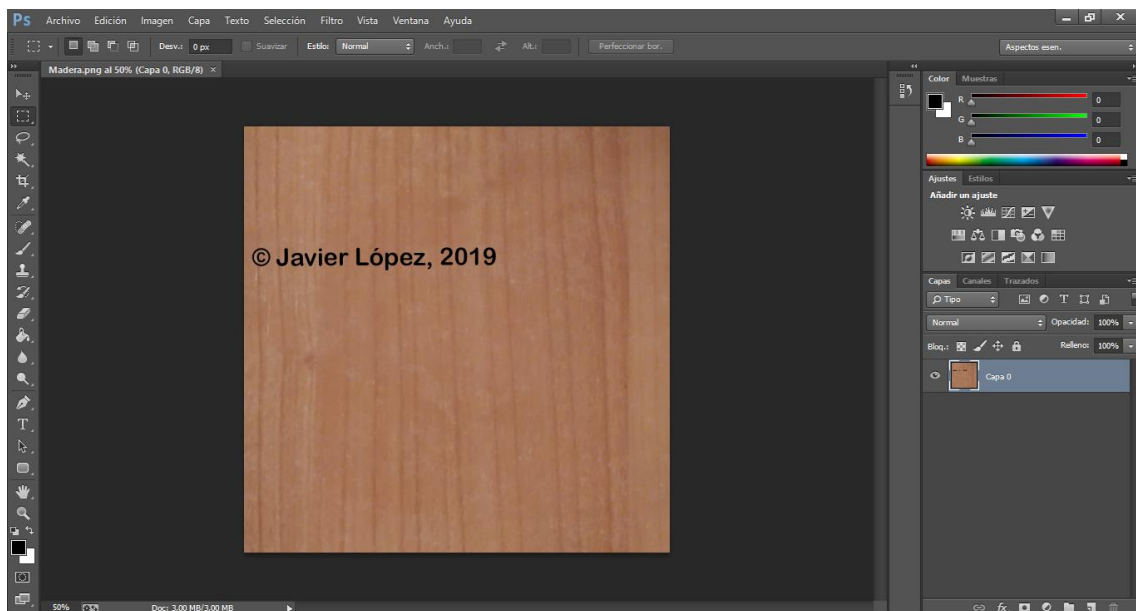 Ps Archivo Edición Imagen Capa Texto Selección Filtro Vista Ventana Ayuda
Desv.: 0 px Suavizar Estilo: Normal Anch.: Alt.: Perfeccionar bor. Aspectos esen.
Madera.png al 50% (Capa 0, RGB/8) ×
© Javier López, 2019
50% Doc: 3,00 MB/3,00 MB
Color Muestras
R 0
G 0
B 0
Ajustes Estilos
Añadir un ajuste
Capas Canales Trazados
Tipo
Normal Opacidad: 100%
Bloq.: Relleno: 100%
Capa 0
fx